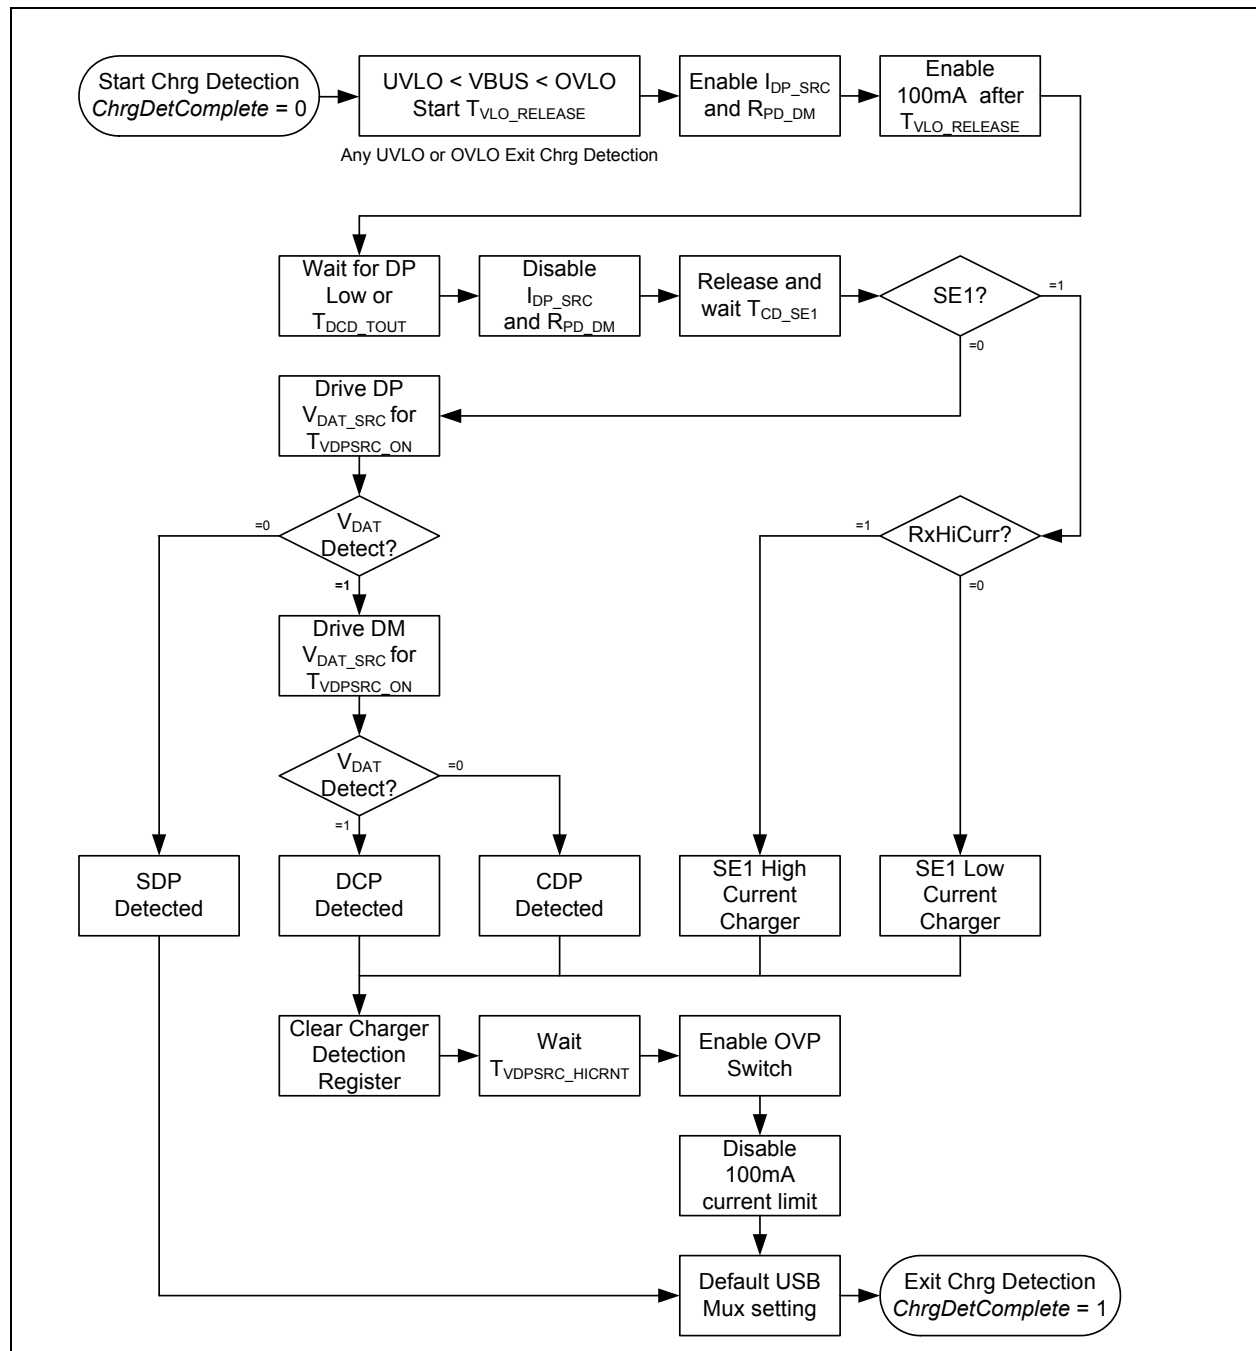 Start Chrg Detection
ChrgDetComplete = 0
UVLO < VBUS < OVLO
Start TVLO_RELEASE
Enable IDP_SRC
and RPD_DM
Enable
100mA after
TVLO_RELEASE
Any UVLO or OVLO Exit Chrg Detection
Wait for DP
Low or
TDCD_TOUT
Disable
IDP_SRC
and RPD_DM
Release and
wait TCD_SE1
SE1?
=1
=0
Drive DP
VDAT_SRC for
TVDPSRC_ON
VDAT
Detect?
=0
=1
RxHiCurr?
=1
=0
Drive DM
VDAT_SRC for
TVDPSRC_ON
VDAT
Detect?
=0
=1
SDP
Detected
DCP
Detected
CDP
Detected
SE1 High
Current
Charger
SE1 Low
Current
Charger
Clear Charger
Detection
Register
Wait
TVDPSRC_HICRNT
Enable OVP
Switch
Disable
100mA
current limit
Default USB
Mux setting
Exit Chrg Detection
ChrgDetComplete = 1